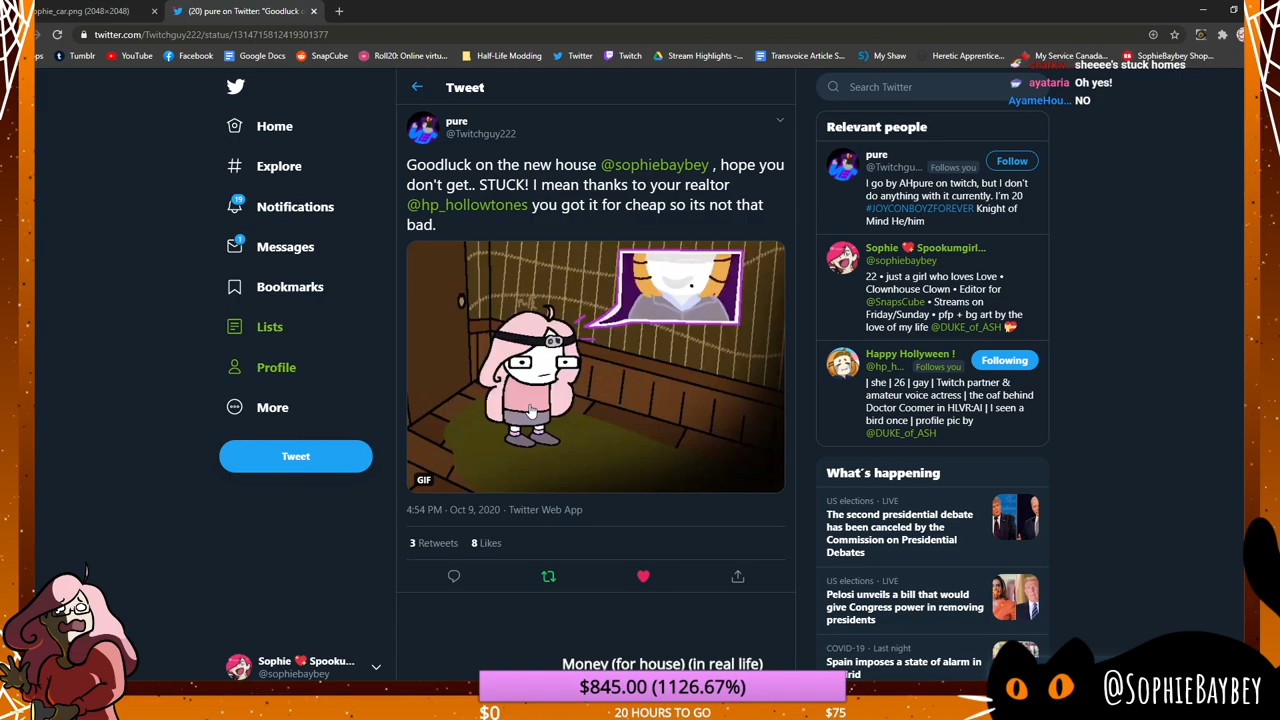 ophie_car.png (2048×2048)
(20) pure on Twitter: "Goodluck o
twitter.com/Twitchguy222/status/1314715812419301377
ps
Tumblr
YouTube
Facebook
Google Docs
SnapCube
Roll20: Online virtu...
Half-Life Modding
Twitter
Twitch
Stream Highlights-...
Transvoice Article S...
My Shaw
Heretic Apprentice...
My Service Canada...
SophieBaybey Shop...
sheeee's stuck homes
ayataria Oh yes!
AyameHou... NO
Home
Explore
19
Notifications
1
Messages
Bookmarks
Lists
Profile
More
Tweet
Sophie Spooku...
@sophiebaybey
Tweet
pure
@Twitchguy222
Goodluck on the new house @sophiebaybey , hope you
don't get.. STUCK! I mean thanks to your realtor
@hp_hollowtones you got it for cheap so its not that
bad.
GIF
4:54 PM · Oct 9, 2020 · Twitter Web App
3 Retweets 8 Likes
Search Twitter
Relevant people
pure
@Twitchgu... Follows you
Follow
I go by AHpure on twitch, but I don't
do anything with it currently. I'm 20
#JOYCONBOYZFOREVER Knight of
Mind He/him
Sophie Spookumgirl...
@sophiebaybey
22 • just a girl who loves Love •
Clownhouse Clown • Editor for
@SnapsCube • Streams on
Friday/Sunday • pfp + bg art by the
love of my life @DUKE_of_ASH
Happy Hollyween !
@hp_h... Follows you
Following
| she | 26 | gay | Twitch partner &
amateur voice actress | the oaf behind
Doctor Coomer in HLVR:AI | I seen a
bird once | profile pic by
@DUKE_of_ASH
What's happening
US elections · LIVE
The second presidential debate
has been canceled by the
Commission on Presidential
Debates
US elections · LIVE
Pelosi unveils a bill that would
give Congress power in removing
presidents
COVID-19 · Last night
Spain imposes a state of alarm in
drid
Money (for house) (in real life)
$845.00 (1126.67%)
$0 · 20 HOURS TO GO · $75
@SOPHIEBAYBEY